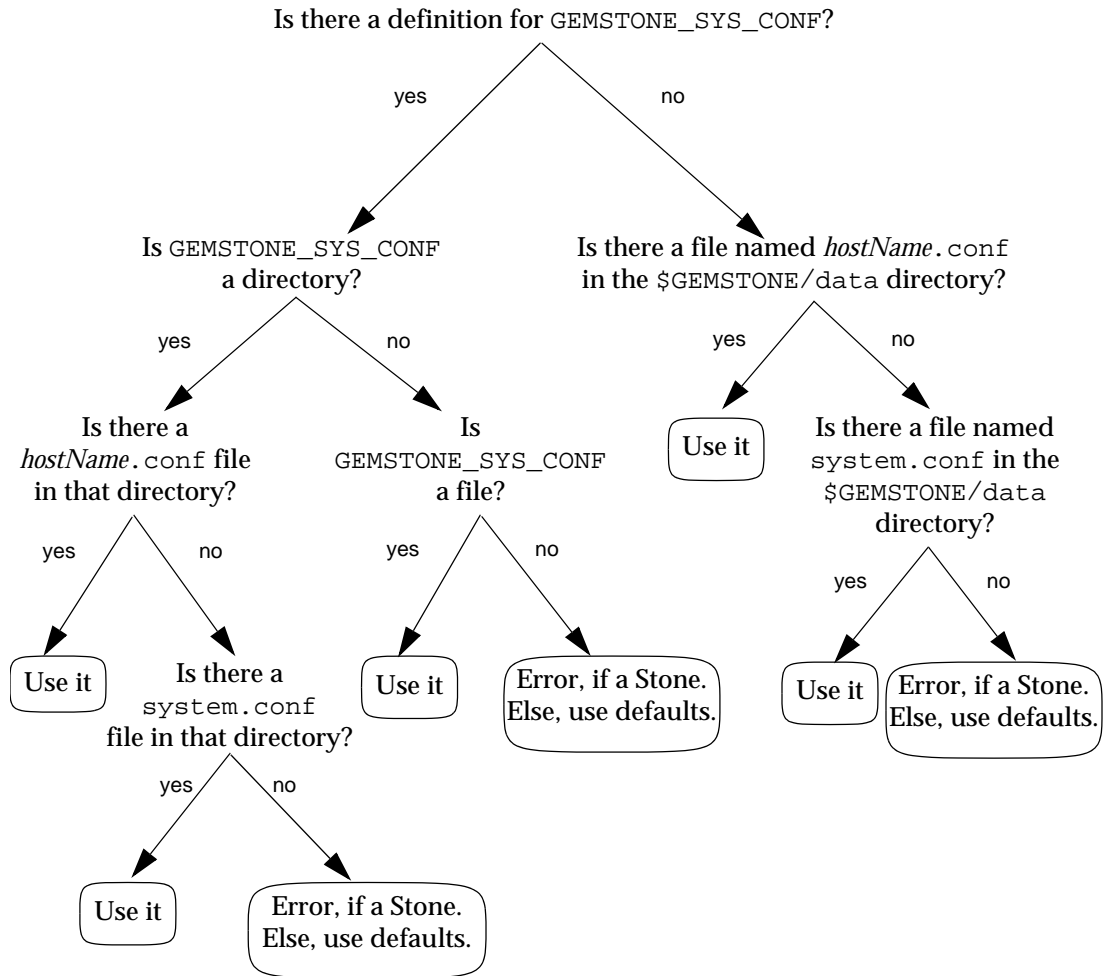 Is there a definition for GEMSTONE_SYS_CONF?
yes
no
Is GEMSTONE_SYS_CONF
a directory?
Is there a file named hostName.conf
in the $GEMSTONE/data directory?
yes
no
yes
no
Is there a
hostName.conf file
in that directory?
Is
GEMSTONE_SYS_CONF
a file?
Use it
Is there a file named
system.conf in the
$GEMSTONE/data
directory?
yes
no
yes
no
yes
no
Use it
Is there a
system.conf
file in that directory?
Use it
Error, if a Stone.
Else, use defaults.
Use it
Error, if a Stone.
Else, use defaults.
yes
no
Use it
Error, if a Stone.
Else, use defaults.